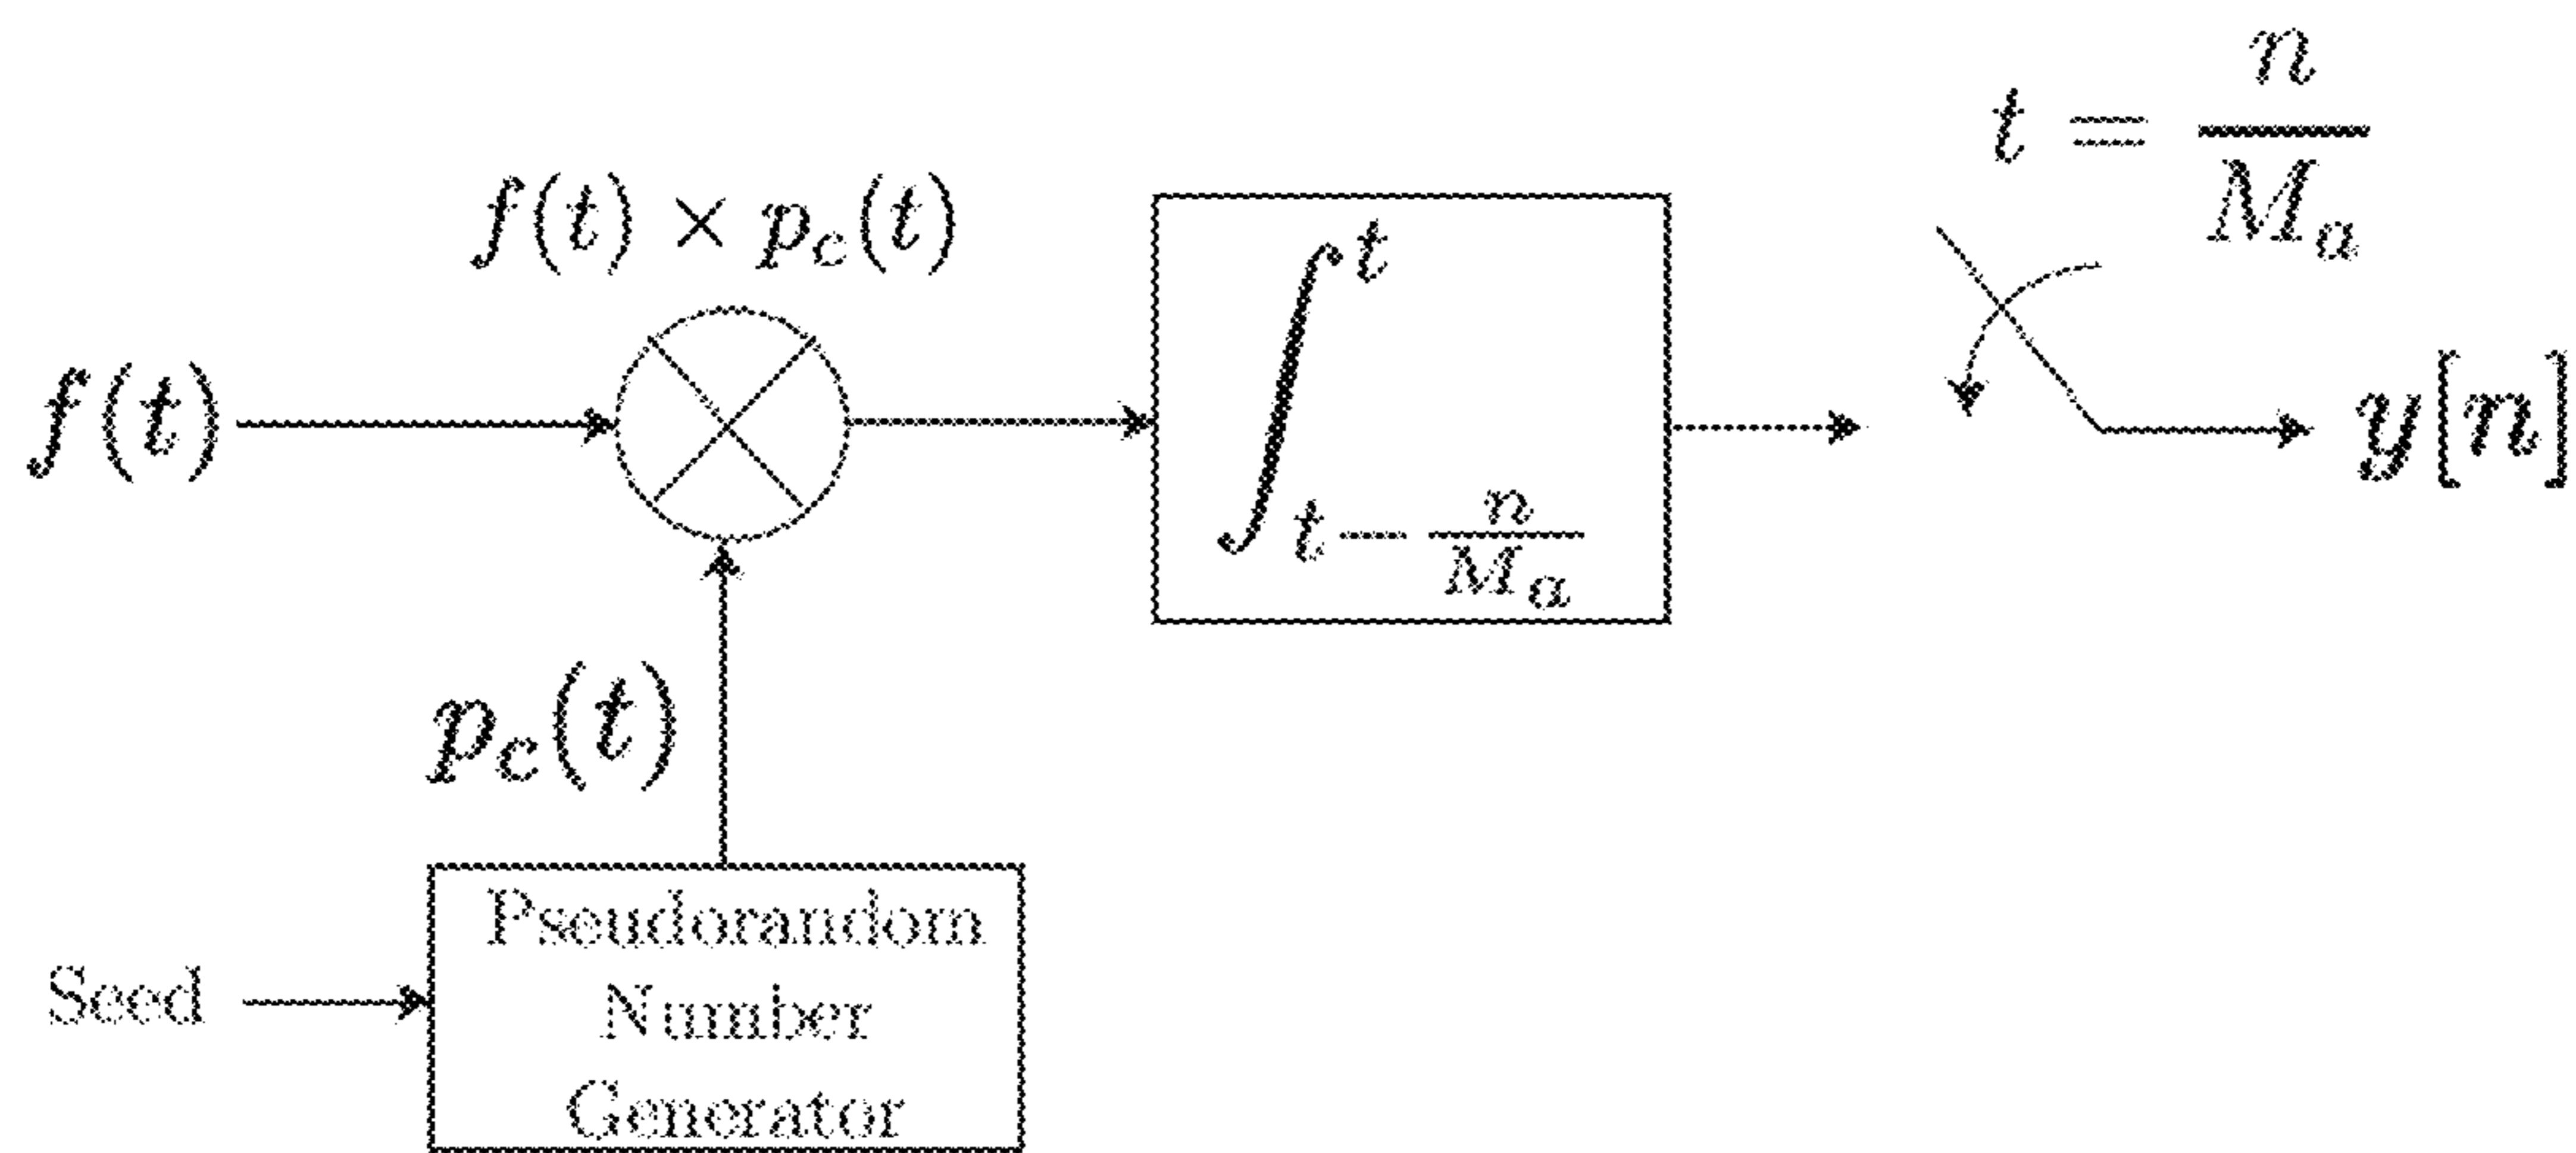 t = n/M_a
f(t) × p_c(t)
∫_{t - n/M_a}^{t}
f(t)
y[n]
p_c(t)
Seed
Pseudorandom
Number
Generator